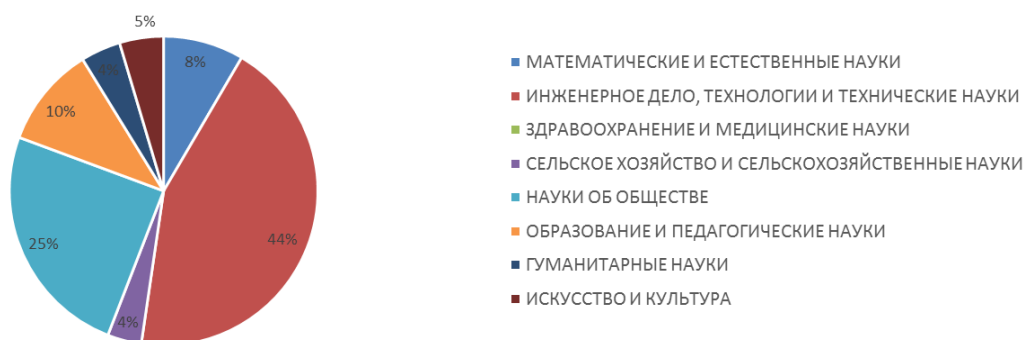 5%
8%
4%
10%
44%
25%
4%
МАТЕМАТИЧЕСКИЕ И ЕСТЕСТВЕННЫЕ НАУКИ
ИНЖЕНЕРНОЕ ДЕЛО, ТЕХНОЛОГИИ И ТЕХНИЧЕСКИЕ НАУКИ
ЗДРАВООХРАНЕНИЕ И МЕДИЦИНСКИЕ НАУКИ
СЕЛЬСКОЕ ХОЗЯЙСТВО И СЕЛЬСКОХОЗЯЙСТВЕННЫЕ НАУКИ
НАУКИ ОБ ОБЩЕСТВЕ
ОБРАЗОВАНИЕ И ПЕДАГОГИЧЕСКИЕ НАУКИ
ГУМАНИТАРНЫЕ НАУКИ
ИСКУССТВО И КУЛЬТУРА